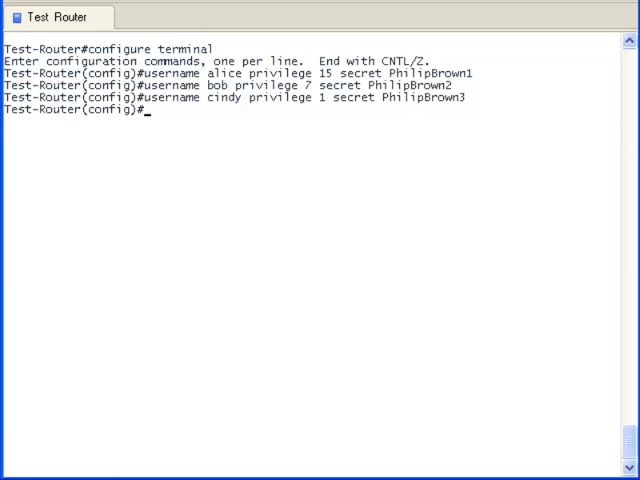 Test Router
Test-Router#configure terminal
Enter configuration commands, one per line.  End with CNTL/Z.
Test-Router(config)#username alice privilege 15 secret PhilipBrown1
Test-Router(config)#username bob privilege 7 secret PhilipBrown2
Test-Router(config)#username cindy privilege 1 secret PhilipBrown3
Test-Router(config)#_